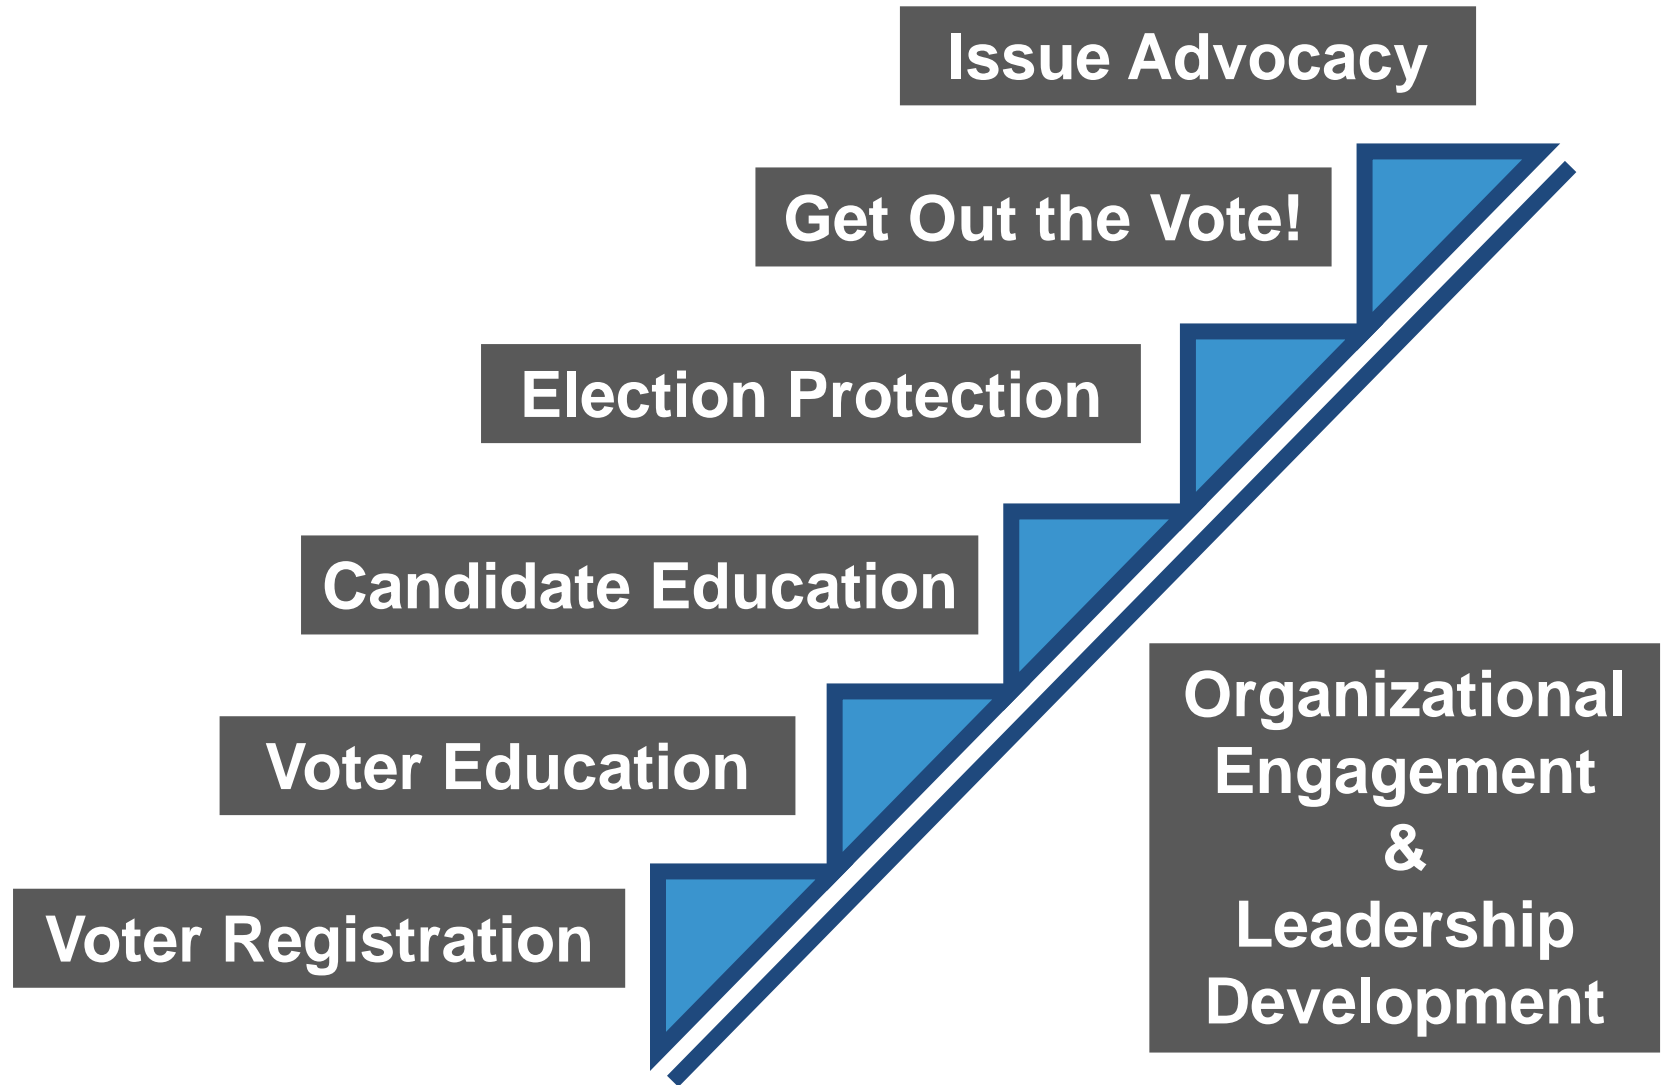 Issue Advocacy
Get Out the Vote!
Election Protection
Candidate Education
Voter Education
Voter Registration
Organizational
Engagement
&
Leadership
Development